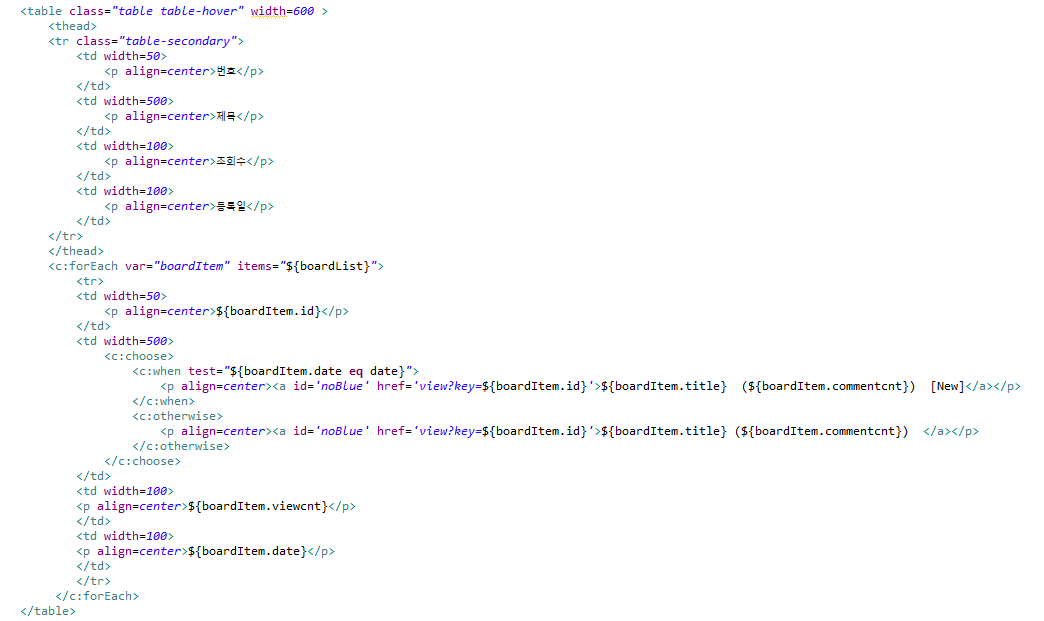 <table class="table table-hover" width=600 >
<thead>
<tr class="table-secondary">
<td width=50>
<p align=center>번호</p>
</td>
<td width=500>
<p align=center>제목</p>
</td>
<td width=100>
<p align=center>조회수</p>
</td>
<td width=100>
<p align=center>등록일</p>
</td>
</tr>
</thead>
<c:forEach var="boardItem" items="${boardList}">
<tr>
<td width=50>
<p align=center>${boardItem.id}</p>
</td>
<td width=500>
<c:choose>
<c:when test="${boardItem.date eq date}">
<p align=center><a id='noBlue' href='view?key=${boardItem.id}'>${boardItem.title}  (${boardItem.commentcnt})  [New]</a></p>
</c:when>
<c:otherwise>
<p align=center><a id='noBlue' href='view?key=${boardItem.id}'>${boardItem.title} (${boardItem.commentcnt})  </a></p>
</c:otherwise>
</c:choose>
</td>
<td width=100>
<p align=center>${boardItem.viewcnt}</p>
</td>
<td width=100>
<p align=center>${boardItem.date}</p>
</td>
</tr>
</c:forEach>
</table>